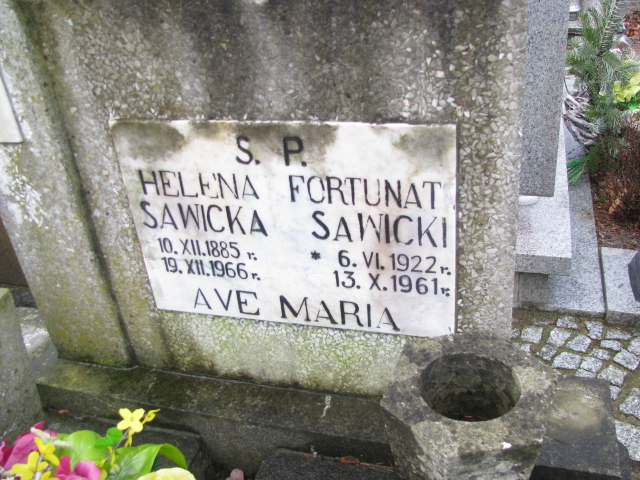 S. P.
HELENA FORTUNAT
SAWICKA SAWICKI
10.XII.1885 r. * 6.VI.1922 r.
19.XII.1966 r. 13.X.1961 r.
AVE MARIA